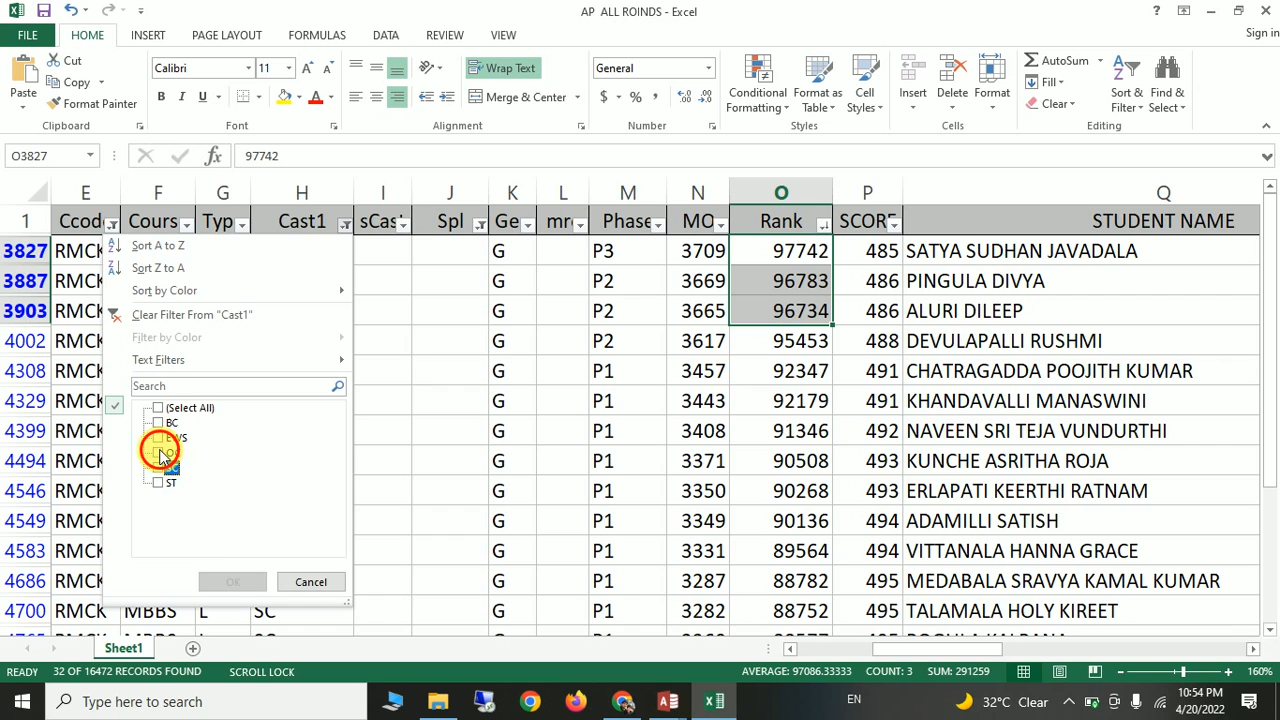 AP ALL ROINDS - Excel
?
FILE HOME INSERT PAGE LAYOUT FORMULAS DATA REVIEW VIEW Sign in
Paste Cut Copy Format Painter
Calibri 11 B I U A
Wrap Text Merge & Center
General $ % ,
Conditional Formatting Format as Table Cell Styles
Insert Delete Format
AutoSum Fill Clear Sort & Filter Find & Select
Clipboard Font Alignment Number Styles Cells Editing
O3827 fx 97742
E F G H I J K L M N O P Q
1 Ccod Cours Typ Cast1 sCas Spl Ge mr Phase MO Rank SCORE STUDENT NAME
3827 RMCK G P3 3709 97742 485 SATYA SUDHAN JAVADALA
3887 RMCK G P2 3669 96783 486 PINGULA DIVYA
3903 RMCK G P2 3665 96734 486 ALURI DILEEP
4002 RMCK G P2 3617 95453 488 DEVULAPALLI RUSHMI
4308 RMCK G P1 3457 92347 491 CHATRAGADDA POOJITH KUMAR
4329 RMCK G P1 3443 92179 491 KHANDAVALLI MANASWINI
4399 RMCK G P1 3408 91346 492 NAVEEN SRI TEJA VUNDURTHI
4494 RMCK G P1 3371 90508 493 KUNCHE ASRITHA ROJA
4546 RMCK G P1 3350 90268 493 ERLAPATI KEERTHI RATNAM
4549 RMCK G P1 3349 90136 494 ADAMILLI SATISH
4583 RMCK G P1 3331 89564 494 VITTANALA HANNA GRACE
4686 RMCK G P1 3287 88782 495 MEDABALA SRAVYA KAMAL KUMAR
4700 RMCK MBBS L SC G P1 3282 88752 495 TALAMALA HOLY KIREET
Sort A to Z
Sort Z to A
Sort by Color
Clear Filter From "Cast1"
Filter by Color
Text Filters
Search
(Select All)
BC
ST
OK Cancel
Sheet1
READY 32 OF 16472 RECORDS FOUND SCROLL LOCK AVERAGE: 97086.33333 COUNT: 3 SUM: 291259 160%
Type here to search EN 32°C Clear 10:54 PM
4/20/2022